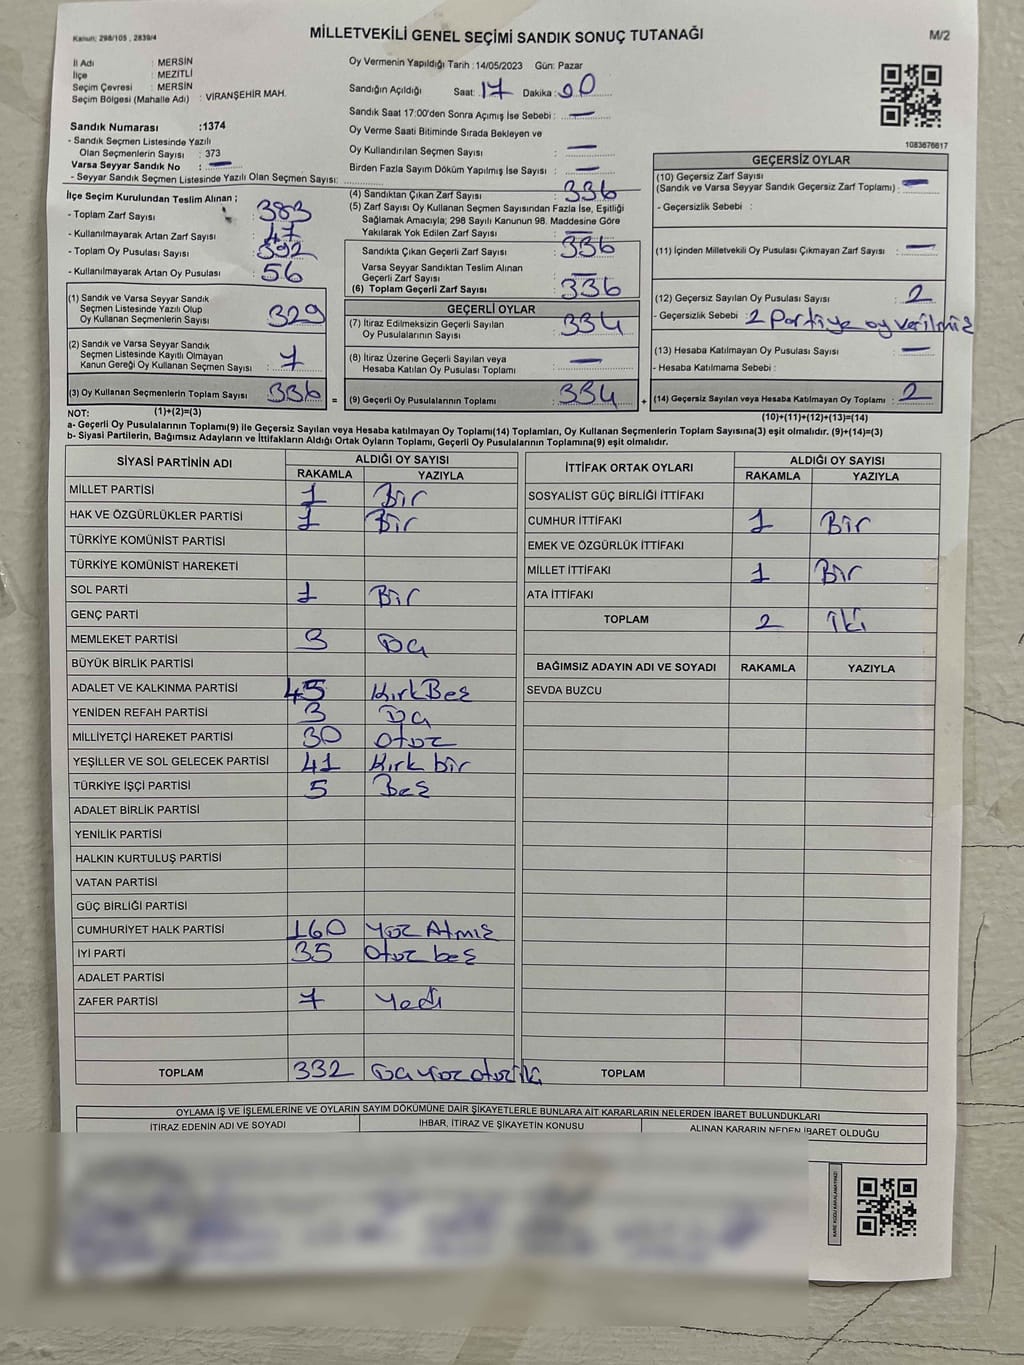 Kanun: 298/105 , 2839/4
MİLLETVEKİLİ GENEL SEÇİMİ SANDIK SONUÇ TUTANAĞI
M/2
İl Adı : MERSİN
İlçe : MEZİTLİ
Seçim Çevresi : MERSİN
Seçim Bölgesi (Mahalle Adı) : VİRANŞEHİR MAH.
Sandık Numarası :1374
- Sandık Seçmen Listesinde Yazılı
Olan Seçmenlerin Sayısı : 373
Varsa Seyyar Sandık No : —
- Seyyar Sandık Seçmen Listesinde Yazılı Olan Seçmen Sayısı:
Oy Vermenin Yapıldığı Tarih : 14/05/2023 Gün: Pazar
Sandığın Açıldığı Saat: 17 Dakika: 00
Sandık Saat 17:00'den Sonra Açımış İse Sebebi : —
Oy Verme Saati Bitiminde Sırada Bekleyen ve
Oy Kullandırılan Seçmen Sayısı : —
Birden Fazla Sayım Döküm Yapılmış İse Sayısı : —
1083676617
İlçe Seçim Kurulundan Teslim Alınan ;
- Toplam Zarf Sayısı : 383
- Kullanılmayarak Artan Zarf Sayısı : 47
- Toplam Oy Pusulası Sayısı : 392
- Kullanılmayarak Artan Oy Pusulası : 56
(1) Sandık ve Varsa Seyyar Sandık
Seçmen Listesinde Yazılı Olup
Oy Kullanan Seçmenlerin Sayısı : 329
(2) Sandık ve Varsa Seyyar Sandık
Seçmen Listesinde Kayıtlı Olmayan
Kanun Gereği Oy Kullanan Seçmen Sayısı : 7
(3) Oy Kullanan Seçmenlerin Toplam Sayısı : 336 =
(4) Sandıktan Çıkan Zarf Sayısı : 336
(5) Zarf Sayısı Oy Kullanan Seçmen Sayısından Fazla İse, Eşitliği
Sağlamak Amacıyla; 298 Sayılı Kanunun 98. Maddesine Göre
Yakılarak Yok Edilen Zarf Sayısı : —
Sandıkta Çıkan Geçerli Zarf Sayısı : 336
Varsa Seyyar Sandıktan Teslim Alınan
Geçerli Zarf Sayısı : —
(6) Toplam Geçerli Zarf Sayısı : 336
GEÇERLİ OYLAR
(7) İtiraz Edilmeksizin Geçerli Sayılan
Oy Pusulalarının Sayısı : 334
(8) İtiraz Üzerine Geçerli Sayılan veya
Hesaba Katılan Oy Pusulası Toplamı : —
(9) Geçerli Oy Pusulalarının Toplamı : 334 +
GEÇERSİZ OYLAR
(10) Geçersiz Zarf Sayısı
(Sandık ve Varsa Seyyar Sandık Geçersiz Zarf Toplamı) : —
- Geçersizlik Sebebi :
(11) İçinden Milletvekili Oy Pusulası Çıkmayan Zarf Sayısı : —
(12) Geçersiz Sayılan Oy Pusulası Sayısı : 2
- Geçersizlik Sebebi : 2 Partiye oy verilmiş
(13) Hesaba Katılmayan Oy Pusulası Sayısı : —
- Hesaba Katılmama Sebebi :
(14) Geçersiz Sayılan veya Hesaba Katılmayan Oy Toplamı : 2
NOT: (1)+(2)=(3)
(10)+(11)+(12)+(13)=(14)
a- Geçerli Oy Pusulalarının Toplamı(9) ile Geçersiz Sayılan veya Hesaba katılmayan Oy Toplamı(14) Toplamları, Oy Kullanan Seçmenlerin Toplam Sayısına(3) eşit olmalıdır. (9)+(14)=(3)
b- Siyasi Partilerin, Bağımsız Adayların ve İttifakların Aldığı Ortak Oyların Toplamı, Geçerli Oy Pusulalarının Toplamına(9) eşit olmalıdır.
SİYASİ PARTİNİN ADI ALDIĞI OY SAYISI
RAKAMLA YAZIYLA
MİLLET PARTİSİ 1 Bir
HAK VE ÖZGÜRLÜKLER PARTİSİ 1 Bir
TÜRKİYE KOMÜNİST PARTİSİ
TÜRKİYE KOMÜNİST HAREKETİ
SOL PARTİ 1 Bir
GENÇ PARTİ
MEMLEKET PARTİSİ 3 Üç
BÜYÜK BİRLİK PARTİSİ
ADALET VE KALKINMA PARTİSİ 45 Kırk Beş
YENİDEN REFAH PARTİSİ 3 Üç
MİLLİYETÇİ HAREKET PARTİSİ 30 Otuz
YEŞİLLER VE SOL GELECEK PARTİSİ 41 Kırk bir
TÜRKİYE İŞÇİ PARTİSİ 5 Beş
ADALET BİRLİK PARTİSİ
YENİLİK PARTİSİ
HALKIN KURTULUŞ PARTİSİ
VATAN PARTİSİ
GÜÇ BİRLİĞİ PARTİSİ
CUMHURİYET HALK PARTİSİ 160 Yüz Atmış
İYİ PARTİ 35 Otuz beş
ADALET PARTİSİ
ZAFER PARTİSİ 7 Yedi
TOPLAM 332 Üç Yüz otuz iki
İTTİFAK ORTAK OYLARI ALDIĞI OY SAYISI
RAKAMLA YAZIYLA
SOSYALİST GÜÇ BİRLİĞİ İTTİFAKI
CUMHUR İTTİFAKI 1 Bir
EMEK VE ÖZGÜRLÜK İTTİFAKI
MİLLET İTTİFAKI 1 Bir
ATA İTTİFAKI
TOPLAM 2 İki
BAĞIMSIZ ADAYIN ADI VE SOYADI RAKAMLA YAZIYLA
SEVDA BUZCU
TOPLAM
OYLAMA İŞ VE İŞLEMLERİNE VE OYLARIN SAYIM DÖKÜMÜNE DAİR ŞİKAYETLERLE BUNLARA AİT KARARLARIN NELERDEN İBARET BULUNDUKLARI
İTİRAZ EDENİN ADI VE SOYADI İHBAR, İTİRAZ VE ŞİKAYETİN KONUSU ALINAN KARARIN NEDEN İBARET OLDUĞU
KARE KODU KARALAMAYINIZ!